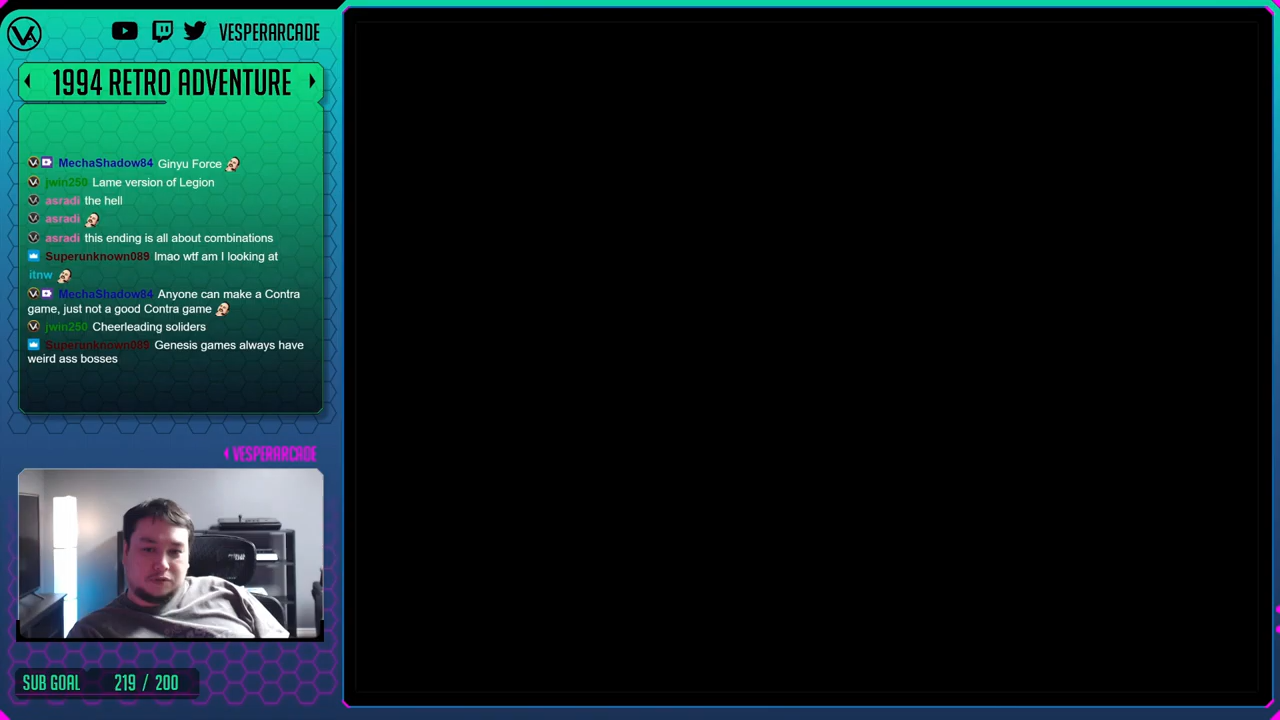 VESPERARCADE
1994 RETRO ADVENTURE
MechaShadow84 Ginyu Force
jwin250 Lame version of Legion
asradi the hell
asradi
asradi this ending is all about combinations
Superunknown089 lmao wtf am I looking at
itnw
MechaShadow84 Anyone can make a Contra
game, just not a good Contra game
jwin250 Cheerleading soliders
Superunknown089 Genesis games always have
weird ass bosses
VESPERARCADE
SUB GOAL 219 / 200